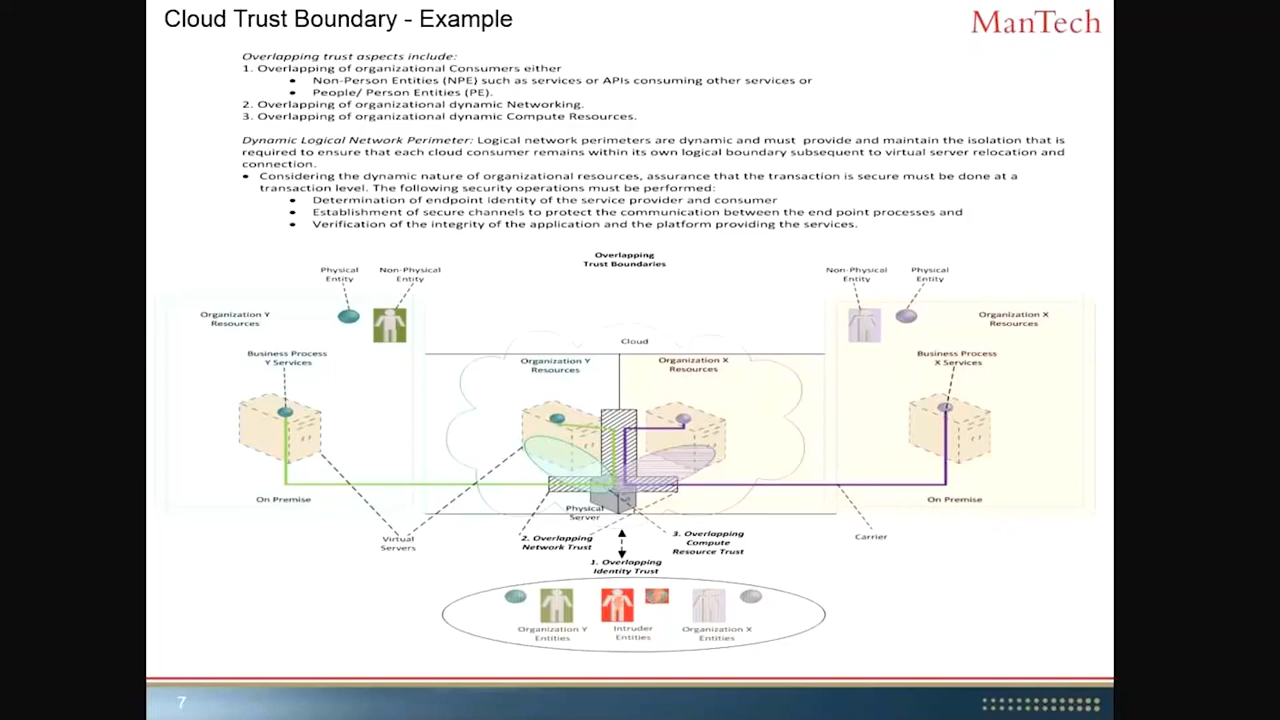 Cloud Trust Boundary - Example
ManTech
Overlapping trust aspects include:
1. Overlapping of organizational Consumers either
• Non-Person Entities (NPE) such as services or APIs consuming other services or
• People/ Person Entities (PE).
2. Overlapping of organizational dynamic Networking.
3. Overlapping of organizational dynamic Compute Resources.
Dynamic Logical Network Perimeter: Logical network perimeters are dynamic and must provide and maintain the isolation that is
required to ensure that each cloud consumer remains within its own logical boundary subsequent to virtual server relocation and
connection.
• Considering the dynamic nature of organizational resources, assurance that the transaction is secure must be done at a
transaction level. The following security operations must be performed:
• Determination of endpoint identity of the service provider and consumer
• Establishment of secure channels to protect the communication between the end point processes and
• Verification of the integrity of the application and the platform providing the services.
Overlapping
Trust Boundaries
Physical
Entity
Non-Physical
Entity
Non-Physical
Entity
Physical
Entity
Organization Y
Resources
Organization X
Resources
Cloud
Business Process
Y Services
Organization Y
Resources
Organization X
Resources
Business Process
X Services
On Premise
Physical
Server
On Premise
Virtual
Servers
2. Overlapping
Network Trust
3. Overlapping
Compute
Resource Trust
Carrier
1. Overlapping
Identity Trust
Organization Y
Entities
Intruder
Entities
Organization X
Entities
7